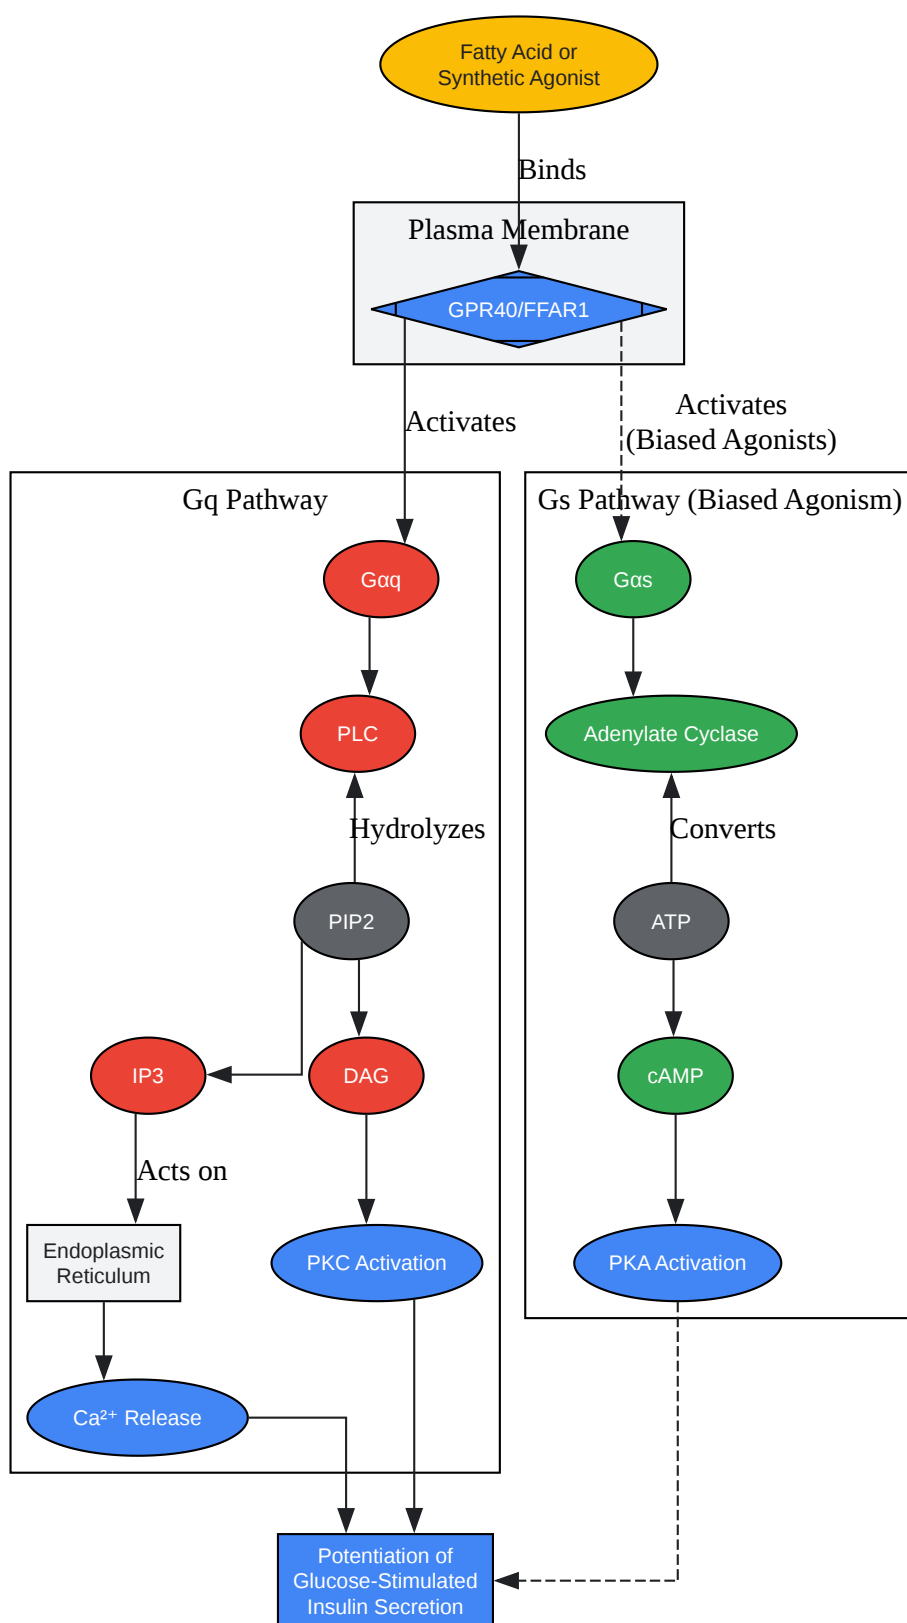 Fatty Acid or
Synthetic Agonist
Binds
Plasma Membrane
GPR40/FFAR1
Activates
Activates
(Biased Agonists)
Gq Pathway
Gs Pathway (Biased Agonism)
Gαq
Gαs
PLC
Adenylate Cyclase
Hydrolyzes
Converts
PIP2
ATP
IP3
DAG
cAMP
Acts on
Endoplasmic
Reticulum
PKC Activation
PKA Activation
Ca²⁺ Release
Potentiation of
Glucose-Stimulated
Insulin Secretion